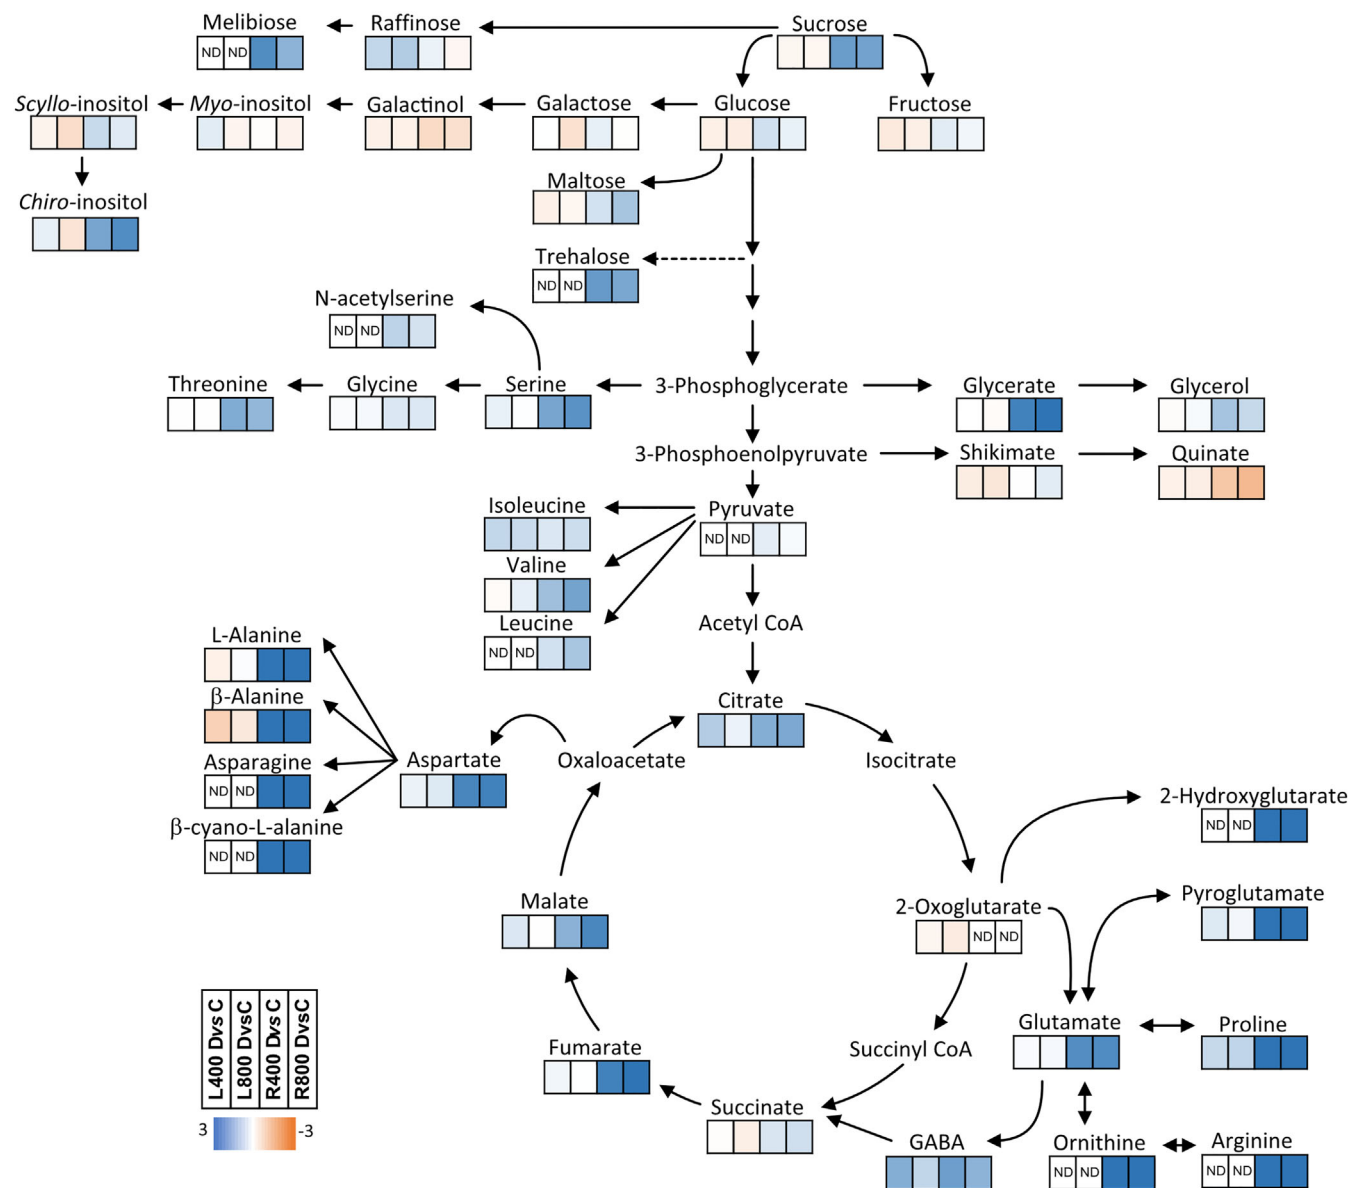 Melibiose
ND ND
Raffinose
Sucrose
Scyllo-inositol
Myo-inositol
Galactinol
Galactose
Glucose
Fructose
Chiro-inositol
Maltose
Trehalose
ND ND
N-acetylserine
ND ND
Threonine
Glycine
Serine
3-Phosphoglycerate
Glycerate
Glycerol
3-Phosphoenolpyruvate
Shikimate
Quinate
Isoleucine
Pyruvate
ND ND
Valine
Leucine
ND ND
Acetyl CoA
L-Alanine
β-Alanine
Asparagine
ND ND
β-cyano-L-alanine
ND ND
Aspartate
Oxaloacetate
Citrate
Isocitrate
2-Hydroxyglutarate
ND ND
Malate
2-Oxoglutarate
ND ND
Pyroglutamate
Glutamate
Proline
Fumarate
Succinyl CoA
Succinate
GABA
Ornithine
ND ND
Arginine
ND ND
L400 DvsC
L800 DvsC
R400 DvsC
R800 DvsC
3
-3